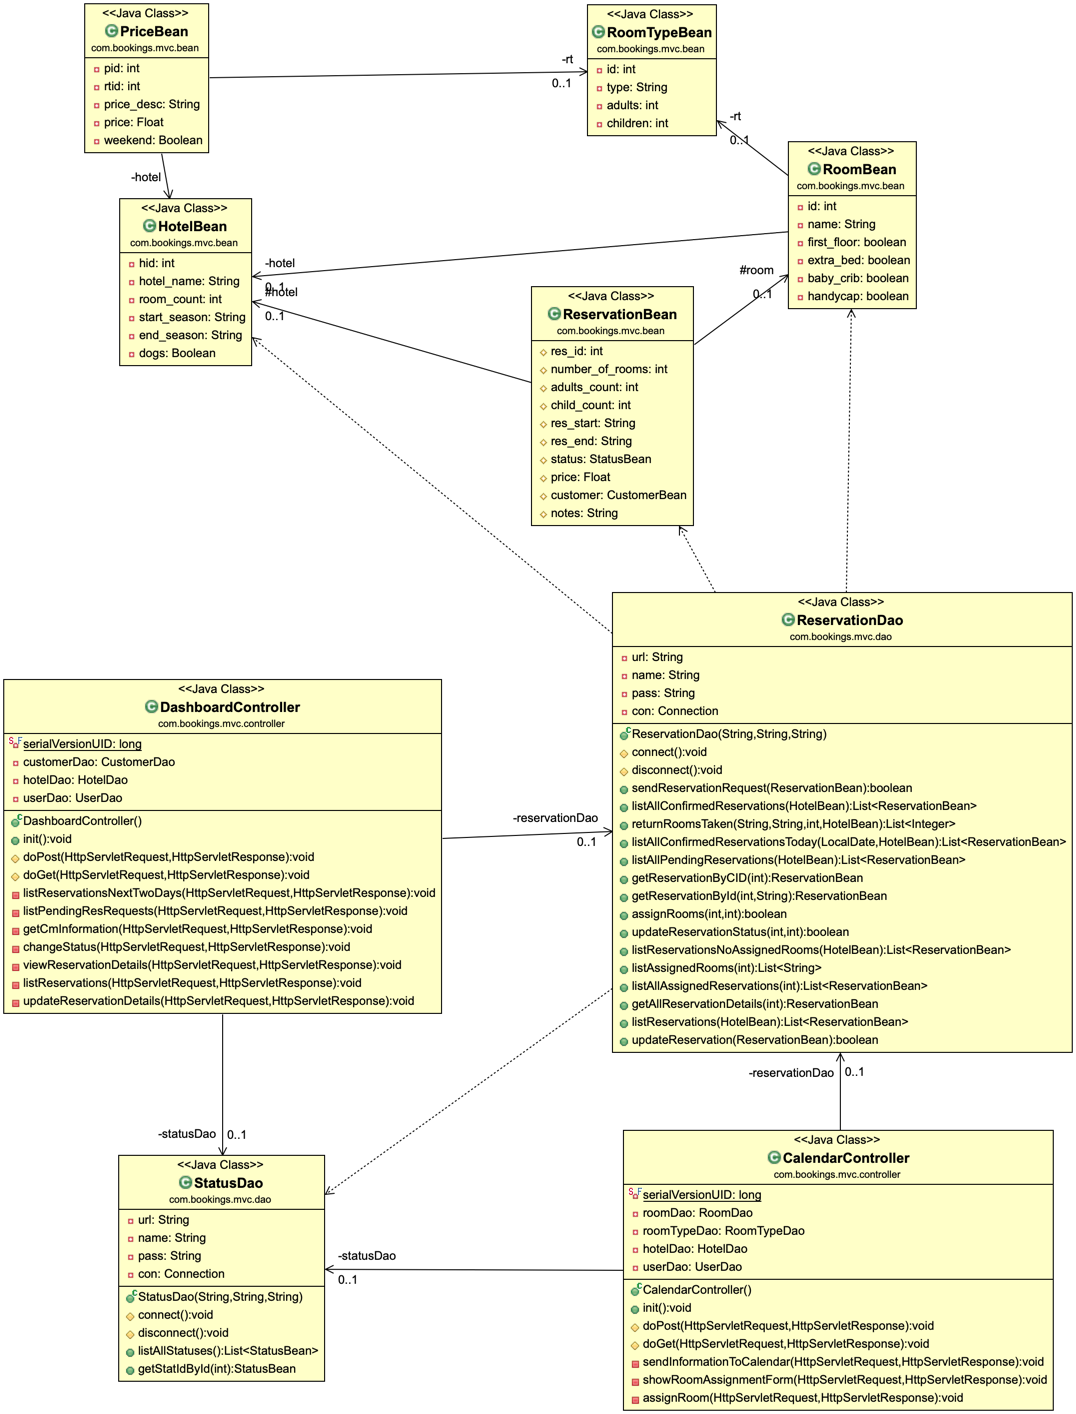 <<Java Class>>
PriceBean
com.bookings.mvc.bean
pid: int
rtid: int
price_desc: String
price: Float
weekend: Boolean
<<Java Class>>
RoomTypeBean
com.bookings.mvc.bean
id: int
type: String
adults: int
children: int
-rt
0..1
-rt
0..1
<<Java Class>>
RoomBean
com.bookings.mvc.bean
id: int
name: String
first_floor: boolean
extra_bed: boolean
baby_crib: boolean
handycap: boolean
-hotel
<<Java Class>>
HotelBean
com.bookings.mvc.bean
hid: int
hotel_name: String
room_count: int
start_season: String
end_season: String
dogs: Boolean
-hotel
0..1
#hotel
0..1
#room
0..1
<<Java Class>>
ReservationBean
com.bookings.mvc.bean
res_id: int
number_of_rooms: int
adults_count: int
child_count: int
res_start: String
res_end: String
status: StatusBean
price: Float
customer: CustomerBean
notes: String
<<Java Class>>
ReservationDao
com.bookings.mvc.dao
url: String
name: String
pass: String
con: Connection
ReservationDao(String,String,String)
connect():void
disconnect():void
sendReservationRequest(ReservationBean):boolean
listAllConfirmedReservations(HotelBean):List<ReservationBean>
returnRoomsTaken(String,String,int,HotelBean):List<Integer>
listAllConfirmedReservationsToday(LocalDate,HotelBean):List<ReservationBean>
listAllPendingReservations(HotelBean):List<ReservationBean>
getReservationByCID(int):ReservationBean
getReservationById(int,String):ReservationBean
assignRooms(int,int):boolean
updateReservationStatus(int,int):boolean
listReservationsNoAssignedRooms(HotelBean):List<ReservationBean>
listAssignedRooms(int):List<String>
listAllAssignedReservations(int):List<ReservationBean>
getAllReservationDetails(int):ReservationBean
listReservations(HotelBean):List<ReservationBean>
updateReservation(ReservationBean):boolean
<<Java Class>>
DashboardController
com.bookings.mvc.controller
serialVersionUID: long
customerDao: CustomerDao
hotelDao: HotelDao
userDao: UserDao
DashboardController()
init():void
doPost(HttpServletRequest,HttpServletResponse):void
doGet(HttpServletRequest,HttpServletResponse):void
listReservationsNextTwoDays(HttpServletRequest,HttpServletResponse):void
listPendingResRequests(HttpServletRequest,HttpServletResponse):void
getCmInformation(HttpServletRequest,HttpServletResponse):void
changeStatus(HttpServletRequest,HttpServletResponse):void
viewReservationDetails(HttpServletRequest,HttpServletResponse):void
listReservations(HttpServletRequest,HttpServletResponse):void
updateReservationDetails(HttpServletRequest,HttpServletResponse):void
-reservationDao
0..1
-reservationDao
0..1
-statusDao
0..1
<<Java Class>>
StatusDao
com.bookings.mvc.dao
url: String
name: String
pass: String
con: Connection
StatusDao(String,String,String)
connect():void
disconnect():void
listAllStatuses():List<StatusBean>
getStatIdById(int):StatusBean
-statusDao
0..1
<<Java Class>>
CalendarController
com.bookings.mvc.controller
serialVersionUID: long
roomDao: RoomDao
roomTypeDao: RoomTypeDao
hotelDao: HotelDao
userDao: UserDao
CalendarController()
init():void
doPost(HttpServletRequest,HttpServletResponse):void
doGet(HttpServletRequest,HttpServletResponse):void
sendInformationToCalendar(HttpServletRequest,HttpServletResponse):void
showRoomAssignmentForm(HttpServletRequest,HttpServletResponse):void
assignRoom(HttpServletRequest,HttpServletResponse):void